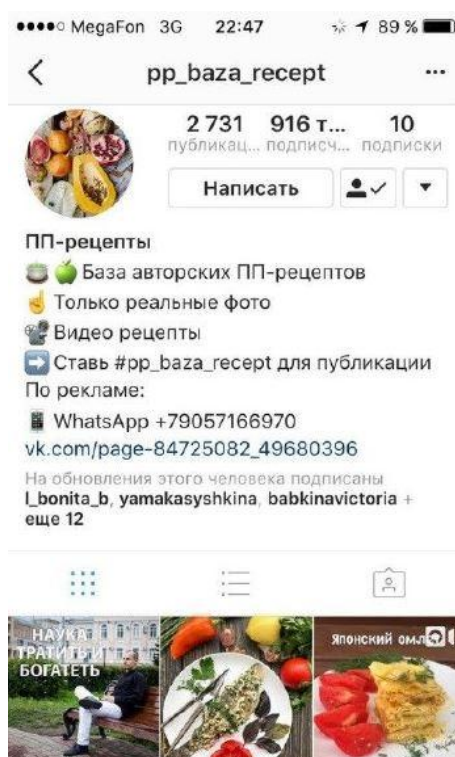 MegaFon 3G 22:47 89 %
pp_baza_recept
2 731 916 т... 10
публикац... подписч... подписки
Написать
ПП-рецепты
База авторских ПП-рецептов
Только реальные фото
Видео рецепты
Ставь #pp_baza_recept для публикации
По рекламе:
WhatsApp +79057166970
vk.com/page-84725082_49680396
На обновления этого человека подписаны
l_bonita_b, yamakasyshkina, babkinavictoria +
еще 12
НАУКА
ТРАТИТЬ И
БОГАТЕТЬ
Японский омл